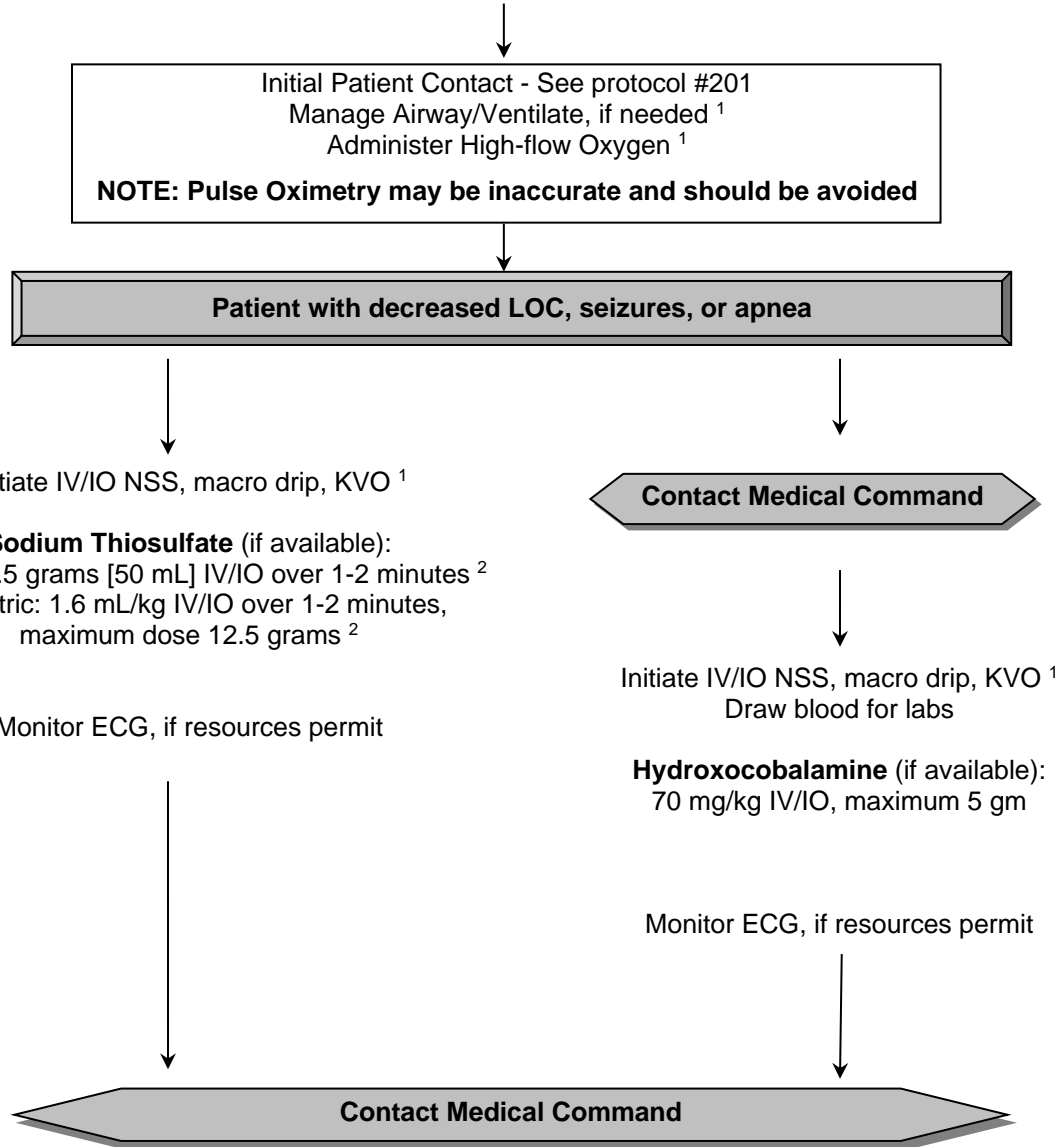 Initial Patient Contact - See protocol #201
Manage Airway/Ventilate, if needed ¹
Administer High-flow Oxygen ¹
NOTE: Pulse Oximetry may be inaccurate and should be avoided
Patient with decreased LOC, seizures, or apnea
tiate IV/IO NSS, macro drip, KVO ¹
Sodium Thiosulfate (if available):
.5 grams [50 mL] IV/IO over 1-2 minutes ²
tric: 1.6 mL/kg IV/IO over 1-2 minutes,
maximum dose 12.5 grams ²
Monitor ECG, if resources permit
Contact Medical Command
Initiate IV/IO NSS, macro drip, KVO ¹
Draw blood for labs
Hydroxocobalamine (if available):
70 mg/kg IV/IO, maximum 5 gm
Monitor ECG, if resources permit
Contact Medical Command